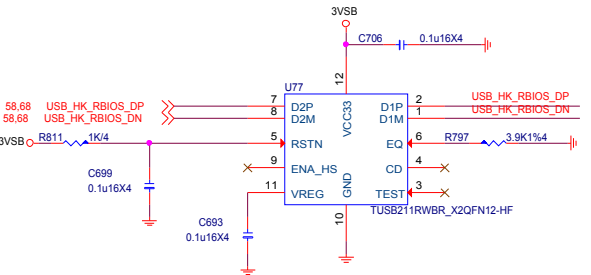 3VSB
C706
0.1u16X4
12
U77
VCC33
58,68 USB_HK_RBIOS_DP
7
D2P
D1P
2
USB_HK_RBIOS_DP
58,68 USB_HK_RBIOS_DN
8
D2M
D1M
1
USB_HK_RBIOS_DN
3VSB
R811
1K/4
5
RSTN
EQ
6
R797
3.9K1%4
9
ENA_HS
CD
4
C699
0.1u16X4
11
VREG
GND
TEST
3
TUSB211RWBR_X2QFN12-HF
10
C693
0.1u16X4